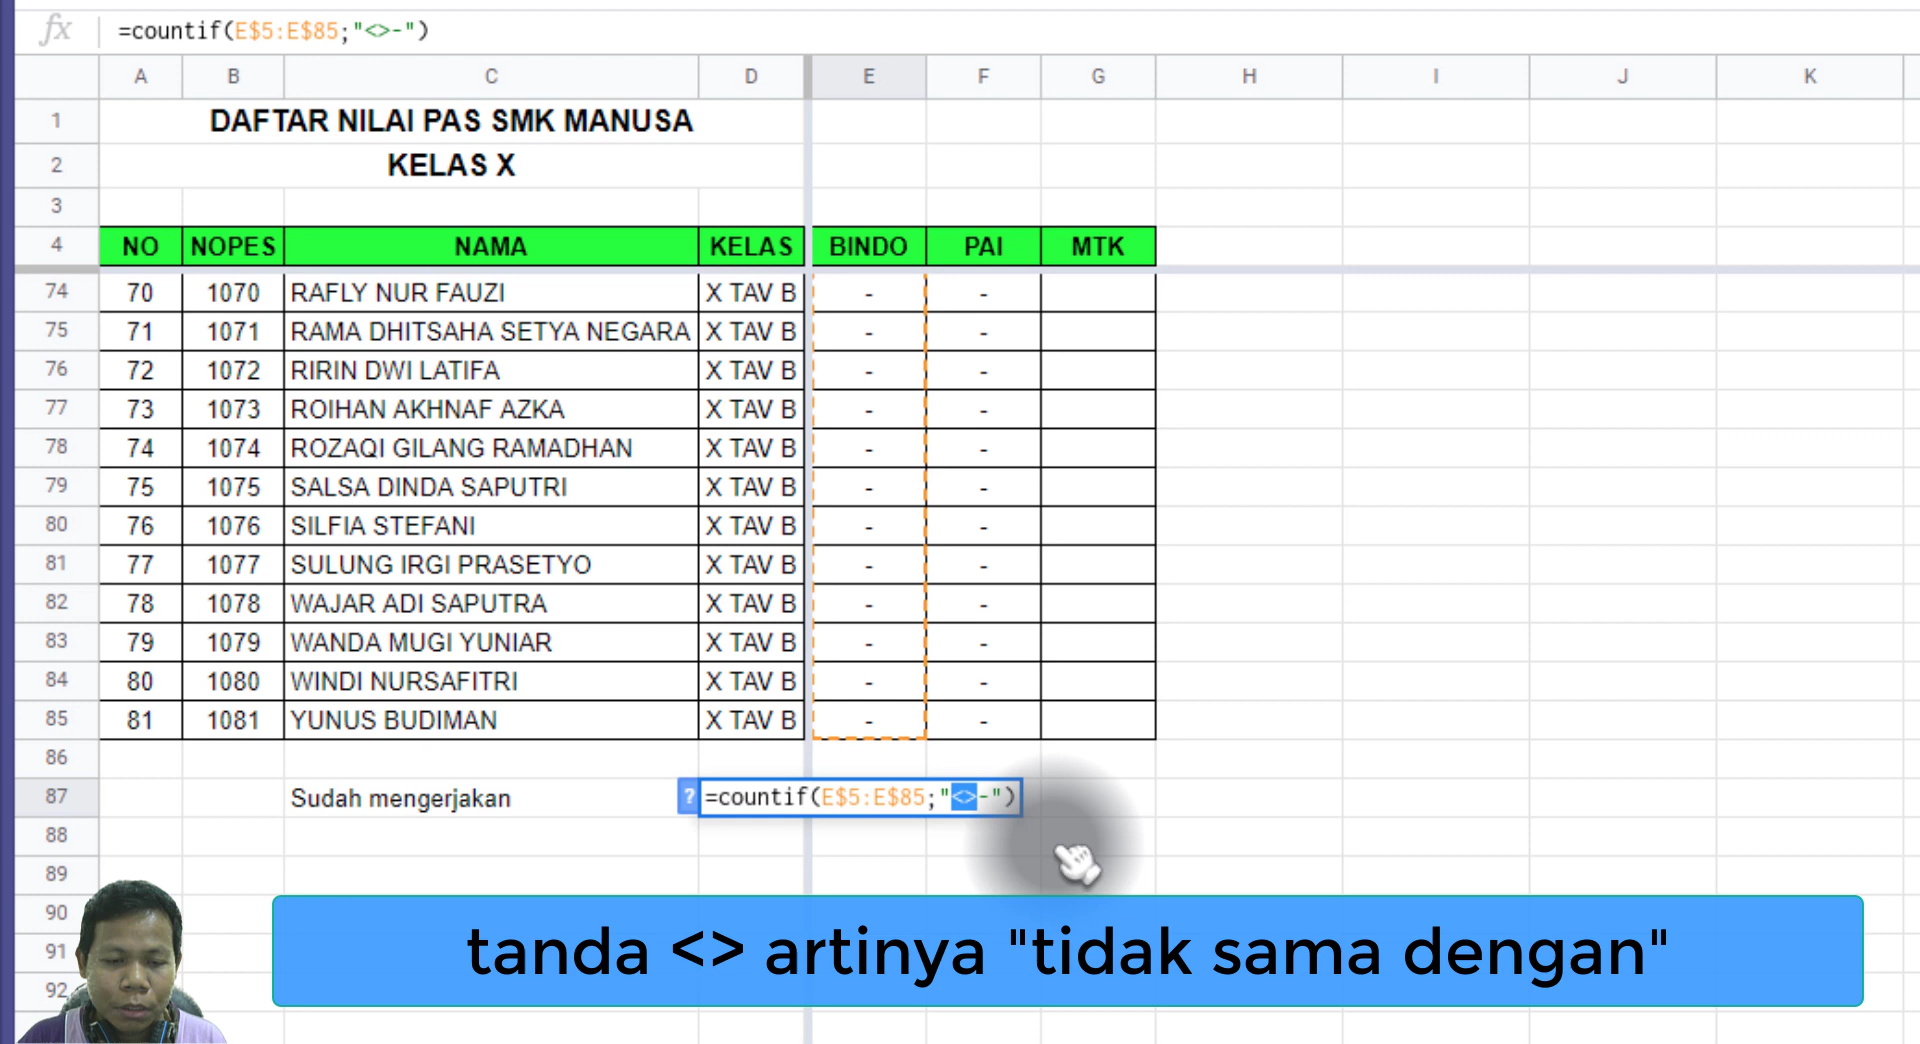 fx =countif(E$5:E$85;"<>-")
A B C D E F G H I J K
1 DAFTAR NILAI PAS SMK MANUSA
2 KELAS X
3
4 NO NOPES NAMA KELAS BINDO PAI MTK
74 70 1070 RAFLY NUR FAUZI X TAV B - -
75 71 1071 RAMA DHITSAHA SETYA NEGARA X TAV B - -
76 72 1072 RIRIN DWI LATIFA X TAV B - -
77 73 1073 ROIHAN AKHNAF AZKA X TAV B - -
78 74 1074 ROZAQI GILANG RAMADHAN X TAV B - -
79 75 1075 SALSA DINDA SAPUTRI X TAV B - -
80 76 1076 SILFIA STEFANI X TAV B - -
81 77 1077 SULUNG IRGI PRASETYO X TAV B - -
82 78 1078 WAJAR ADI SAPUTRA X TAV B - -
83 79 1079 WANDA MUGI YUNIAR X TAV B - -
84 80 1080 WINDI NURSAFITRI X TAV B - -
85 81 1081 YUNUS BUDIMAN X TAV B - -
86
87 Sudah mengerjakan ? =countif(E$5:E$85;"<>-")
88
89
90
91
92
tanda <> artinya "tidak sama dengan"